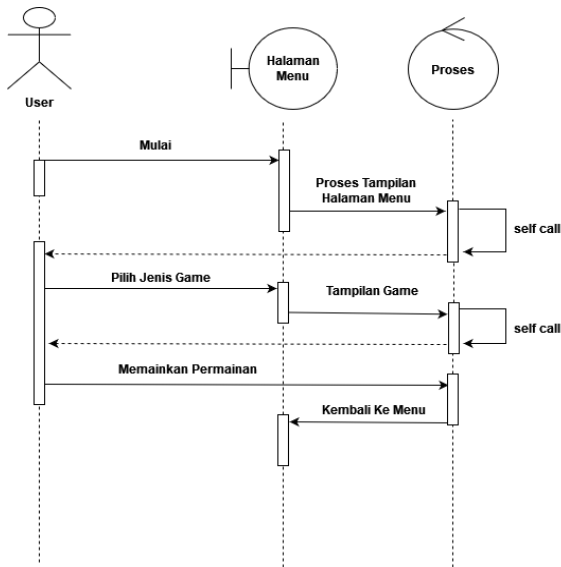 Halaman
Menu
Proses
User
Mulai
Proses Tampilan
Halaman Menu
self call
Pilih Jenis Game
Tampilan Game
self call
Memainkan Permainan
Kembali Ke Menu